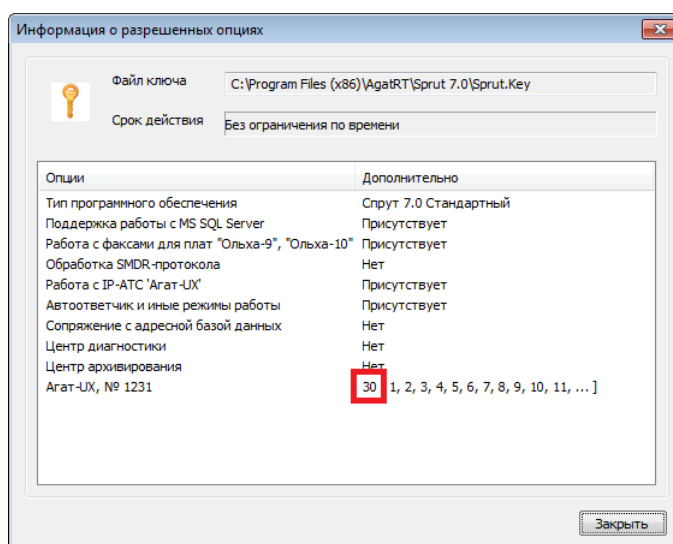 Информация о разрешенных опциях
Файл ключа C:\Program Files (x86)\AgatRT\Sprut 7.0\Sprut.Key
Срок действия Без ограничения по времени
Опции Дополнительно
Тип программного обеспечения Спрут 7.0 Стандартный
Поддержка работы с MS SQL Server Присутствует
Работа с факсами для плат "Ольха-9", "Ольха-10" Присутствует
Обработка SMDR-протокола Нет
Работа с IP-АТС 'Агат-UX' Присутствует
Автоответчик и иные режимы работы Присутствует
Сопряжение с адресной базой данных Нет
Центр диагностики Нет
Центр архивирования Нет
Агат-UX, № 1231 30 1, 2, 3, 4, 5, 6, 7, 8, 9, 10, 11, ... ]
Закрыть